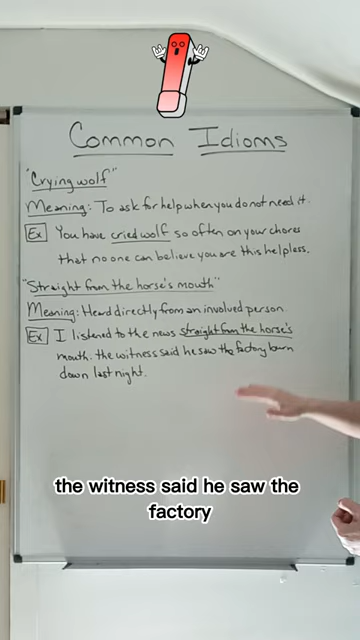 Common Idioms
"Crying wolf"
Meaning: To ask for help when you do not need it.
Ex You have cried wolf so often on your chores
that no one can believe you are this helpless.
"Straight from the horse's mouth"
Meaning: Heard directly from an involved person.
Ex I listened to the news straight from the horse's
mouth. the witness said he saw the factory burn
down last night.
the witness said he saw the
factory